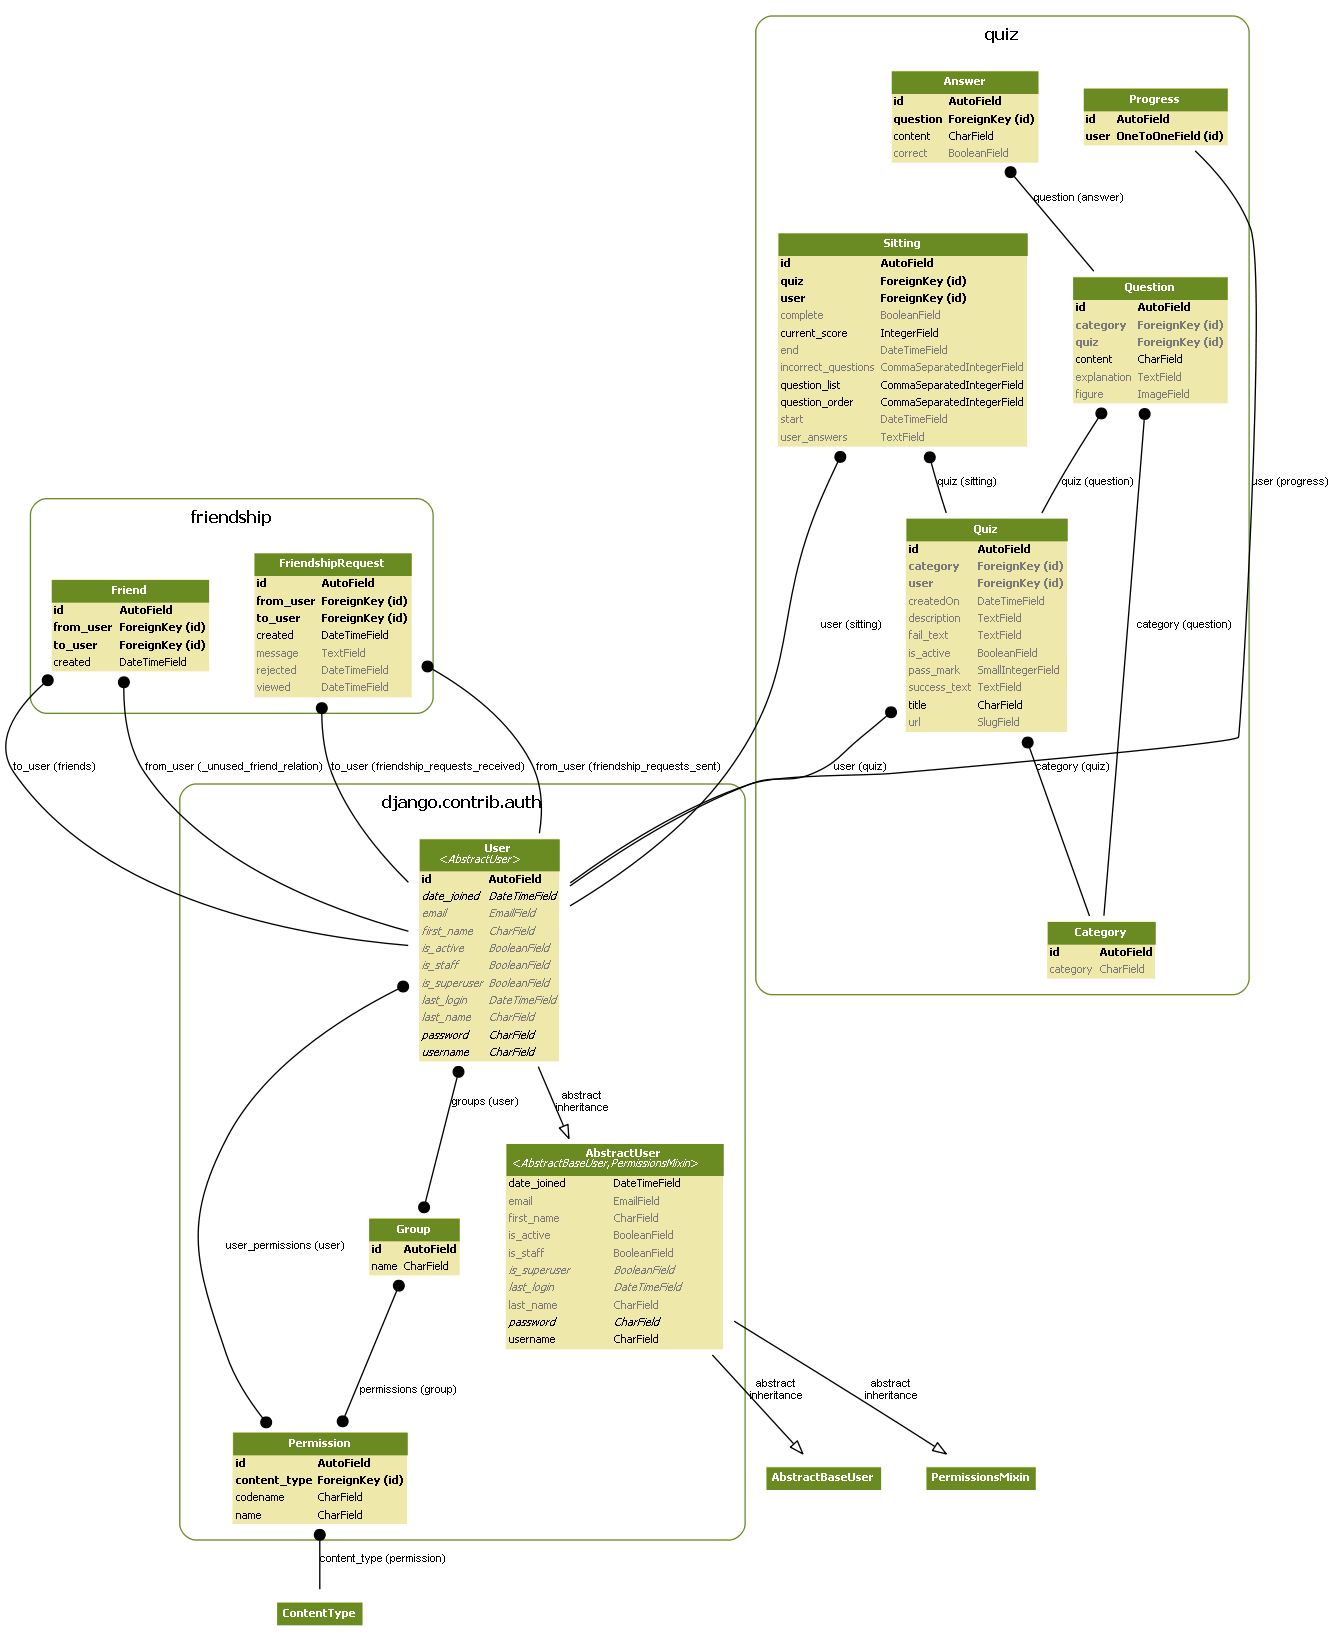 quiz
Answer
id AutoField
question ForeignKey (id)
content CharField
correct BooleanField
Progress
id AutoField
user OneToOneField (id)
question (answer)
Sitting
id AutoField
quiz ForeignKey (id)
user ForeignKey (id)
complete BooleanField
current_score IntegerField
end DateTimeField
incorrect_questions CommaSeparatedIntegerField
question_list CommaSeparatedIntegerField
question_order CommaSeparatedIntegerField
start DateTimeField
user_answers TextField
Question
id AutoField
category ForeignKey (id)
quiz ForeignKey (id)
content CharField
explanation TextField
figure ImageField
quiz (sitting)
quiz (question)
user (progress)
friendship
Friend
id AutoField
from_user ForeignKey (id)
to_user ForeignKey (id)
created DateTimeField
FriendshipRequest
id AutoField
from_user ForeignKey (id)
to_user ForeignKey (id)
created DateTimeField
message TextField
rejected DateTimeField
viewed DateTimeField
Quiz
id AutoField
category ForeignKey (id)
user ForeignKey (id)
createdOn DateTimeField
description TextField
fail_text TextField
is_active BooleanField
pass_mark SmallIntegerField
success_text TextField
title CharField
url SlugField
user (sitting)
category (question)
to_user (friends)
from_user (_unused_friend_relation)
to_user (friendship_requests_received)
from_user (friendship_requests_sent)
user (quiz)
category (quiz)
django.contrib.auth
User
<AbstractUser>
id AutoField
date_joined DateTimeField
email EmailField
first_name CharField
is_active BooleanField
is_staff BooleanField
is_superuser BooleanField
last_login DateTimeField
last_name CharField
password CharField
username CharField
Category
id AutoField
category CharField
groups (user)
abstract
inheritance
AbstractUser
<AbstractBaseUser,PermissionsMixin>
date_joined DateTimeField
email EmailField
first_name CharField
is_active BooleanField
is_staff BooleanField
is_superuser BooleanField
last_login DateTimeField
last_name CharField
password CharField
username CharField
user_permissions (user)
Group
id AutoField
name CharField
permissions (group)
abstract
inheritance
abstract
inheritance
Permission
id AutoField
content_type ForeignKey (id)
codename CharField
name CharField
AbstractBaseUser
PermissionsMixin
content_type (permission)
ContentType